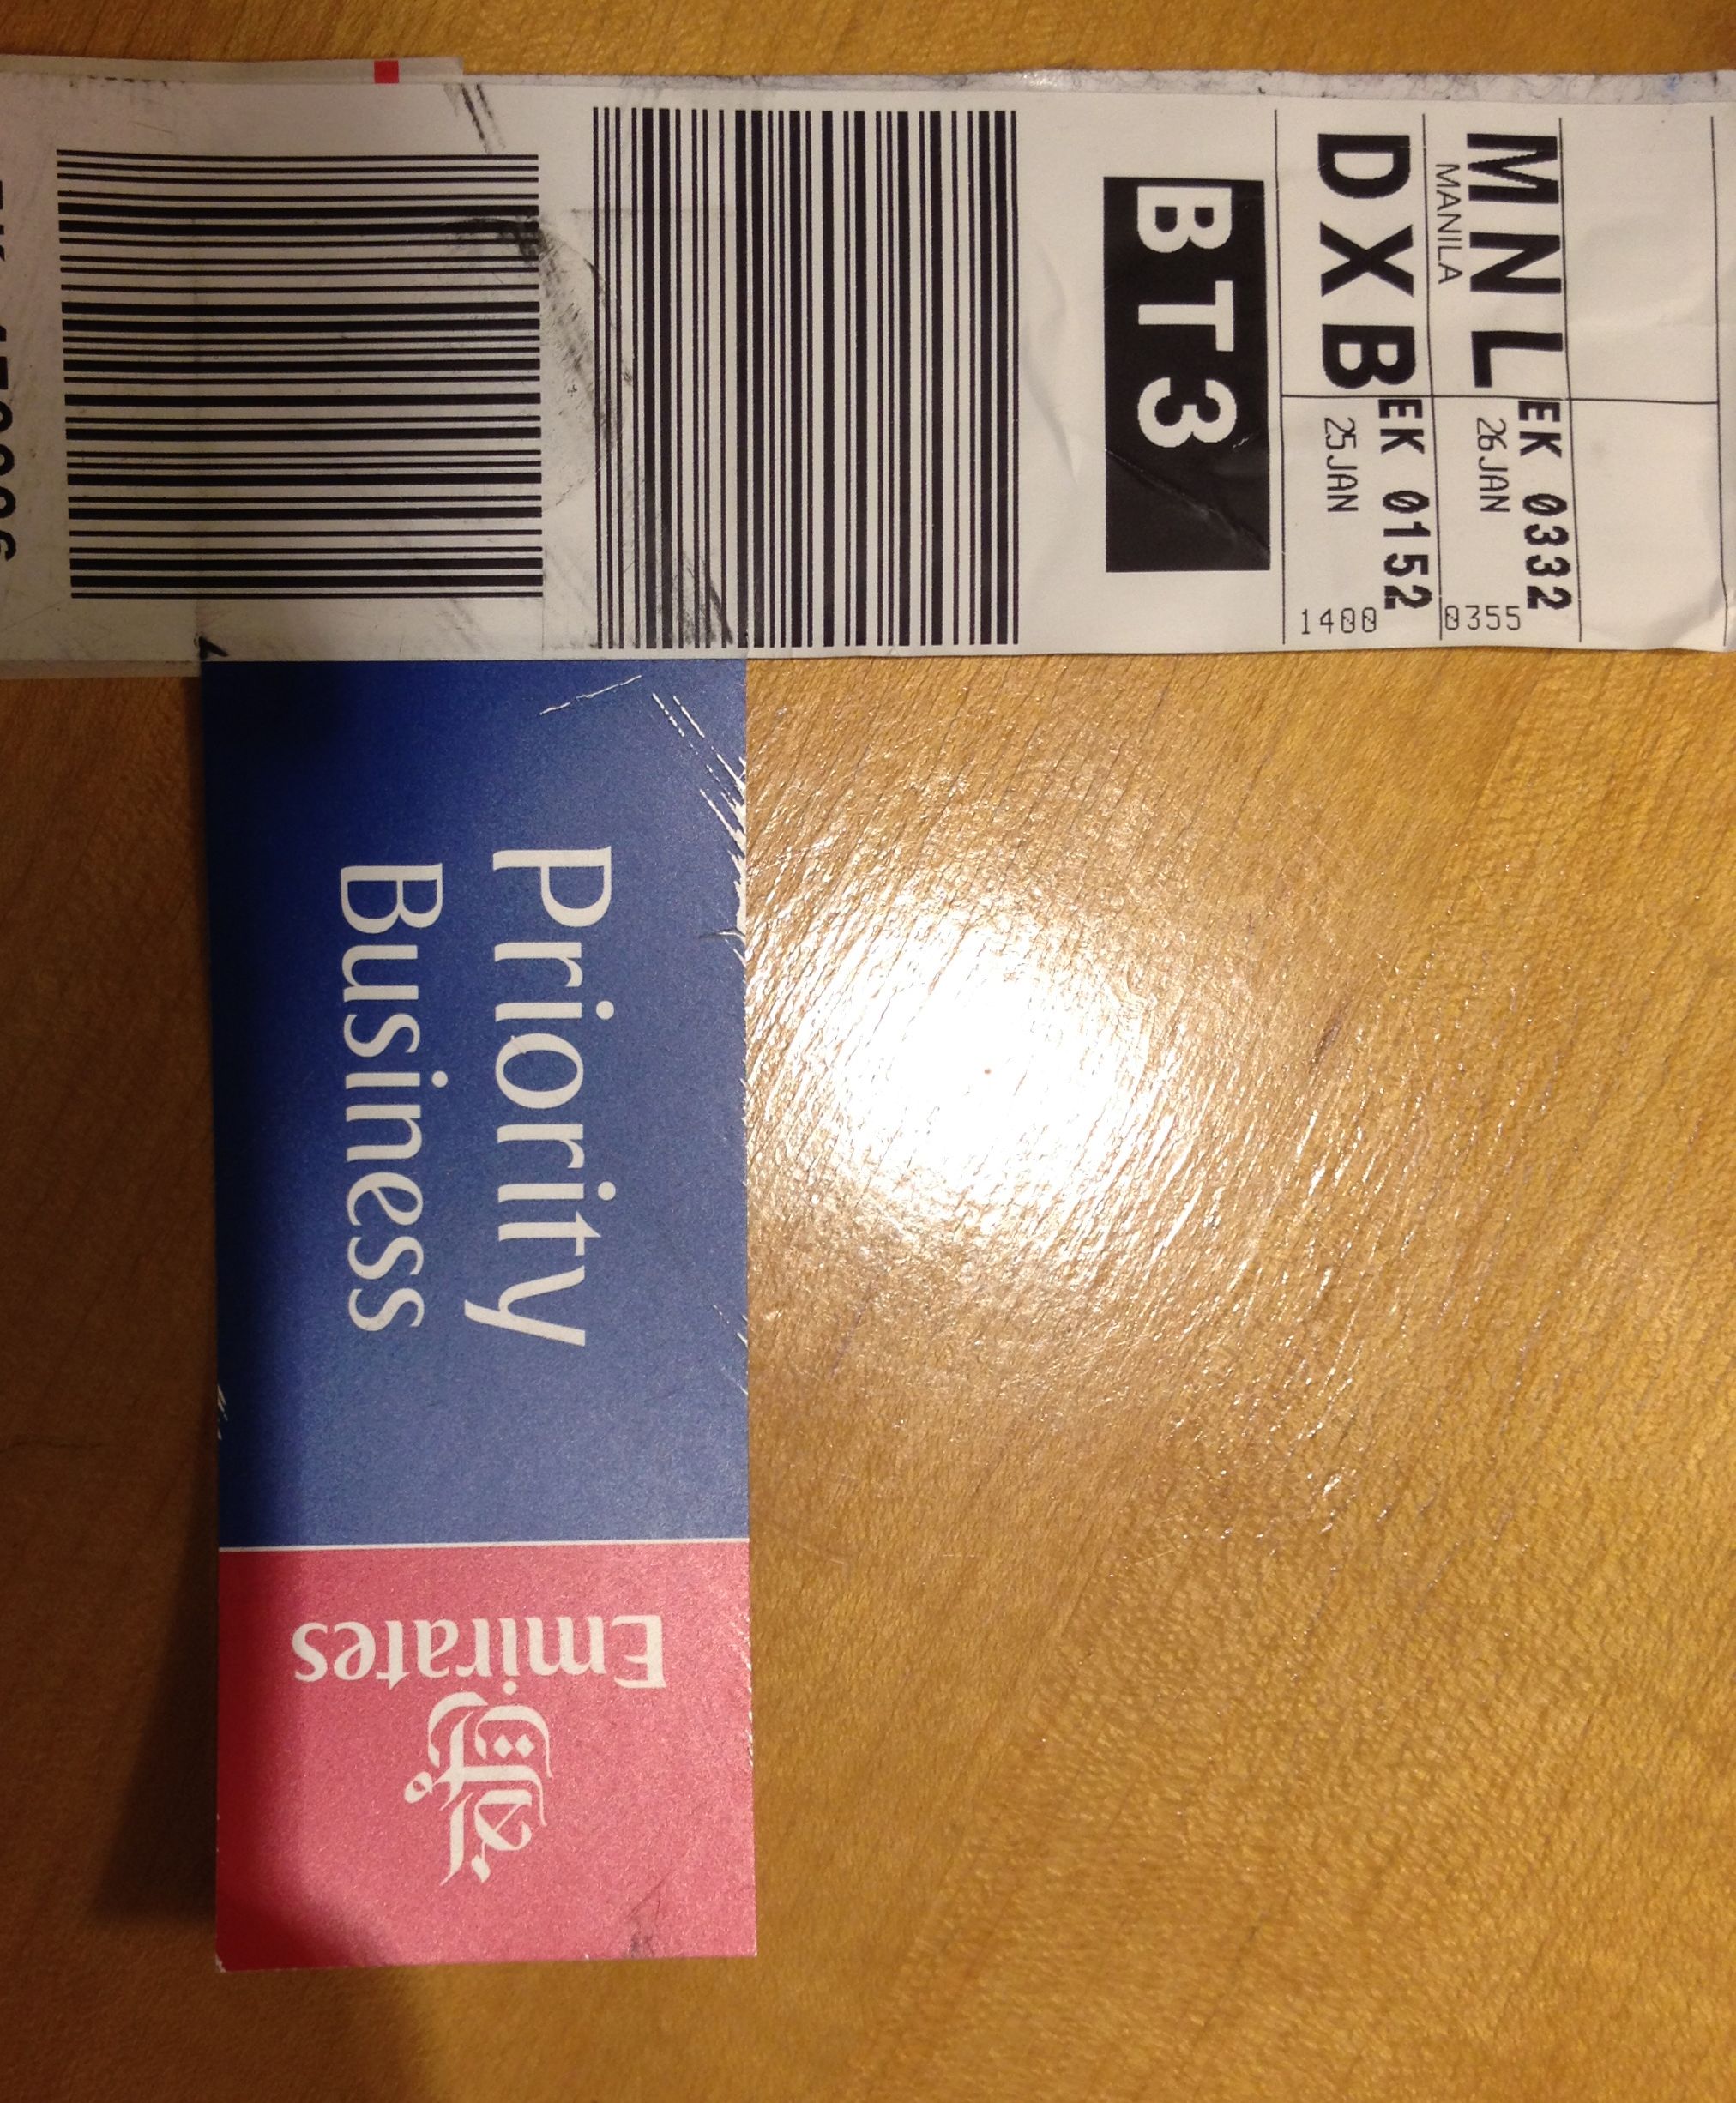 MNL
MANILA
EK 0332
26JAN
0355
DXB
EK 0152
25JAN
1400
BT3
Priority
Business
Emirates